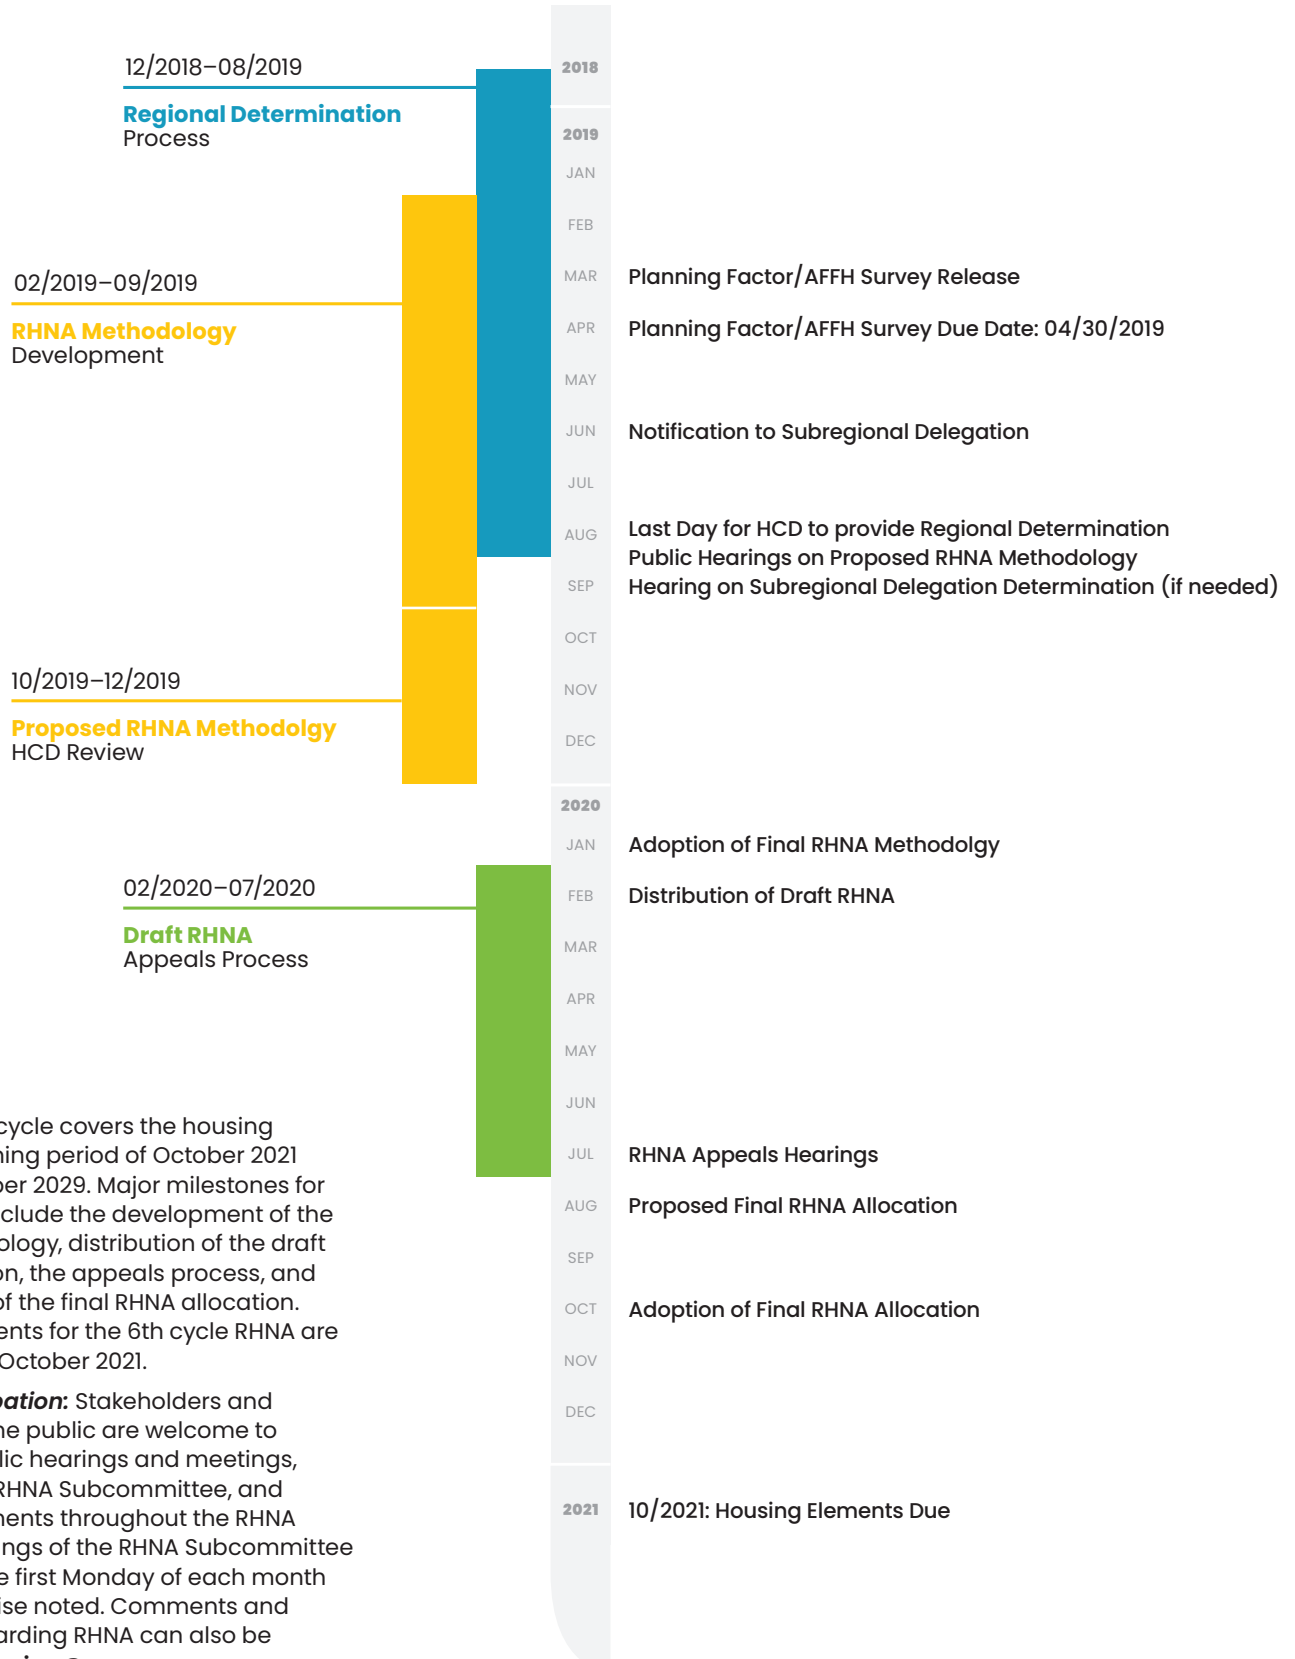 12/2018–08/2019
Regional Determination
Process
02/2019–09/2019
RHNA Methodology
Development
10/2019–12/2019
Proposed RHNA Methodolgy
HCD Review
02/2020–07/2020
Draft RHNA
Appeals Process
2018
2019
JAN
FEB
MAR Planning Factor/AFFH Survey Release
APR Planning Factor/AFFH Survey Due Date: 04/30/2019
MAY
JUN Notification to Subregional Delegation
JUL
AUG Last Day for HCD to provide Regional Determination
Public Hearings on Proposed RHNA Methodology
SEP Hearing on Subregional Delegation Determination (if needed)
OCT
NOV
DEC
2020
JAN Adoption of Final RHNA Methodolgy
FEB Distribution of Draft RHNA
MAR
APR
MAY
JUN
JUL RHNA Appeals Hearings
AUG Proposed Final RHNA Allocation
SEP
OCT Adoption of Final RHNA Allocation
NOV
DEC
2021 10/2021: Housing Elements Due
cycle covers the housing
ning period of October 2021
ber 2029. Major milestones for
clude the development of the
ology, distribution of the draft
on, the appeals process, and
of the final RHNA allocation.
ents for the 6th cycle RHNA are
October 2021.
pation: Stakeholders and
he public are welcome to
lic hearings and meetings,
RHNA Subcommittee, and
ments throughout the RHNA
ings of the RHNA Subcommittee
e first Monday of each month
ise noted. Comments and
arding RHNA can also be